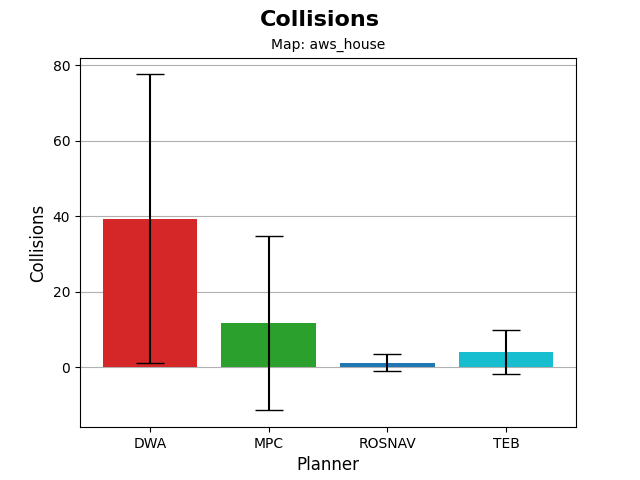 Collisions
Map: aws_house
80
60
40
20
0
Collisions
DWA
MPC
ROSNAV
TEB
Planner